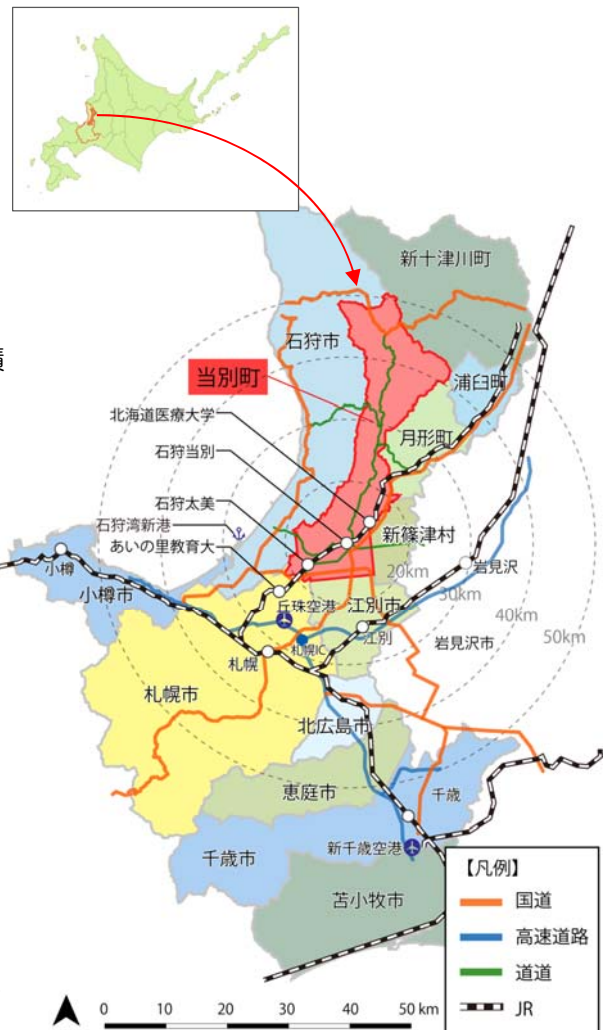 新十津川町
石狩市
積
当別町
浦臼町
北海道医療大学
月形町
石狩当別
石狩太美
石狩湾新港
新篠津村
あいの里教育大
20km
岩見沢
30km
小樽
小樽市
丘珠空港
江別市
40km
50km
江別
岩見沢市
札幌
札幌IC
札幌市
北広島市
恵庭市
千歳
千歳市
新千歳空港
苫小牧市
【凡例】
国道
高速道路
道道
JR
0 10 20 30 40 50 km